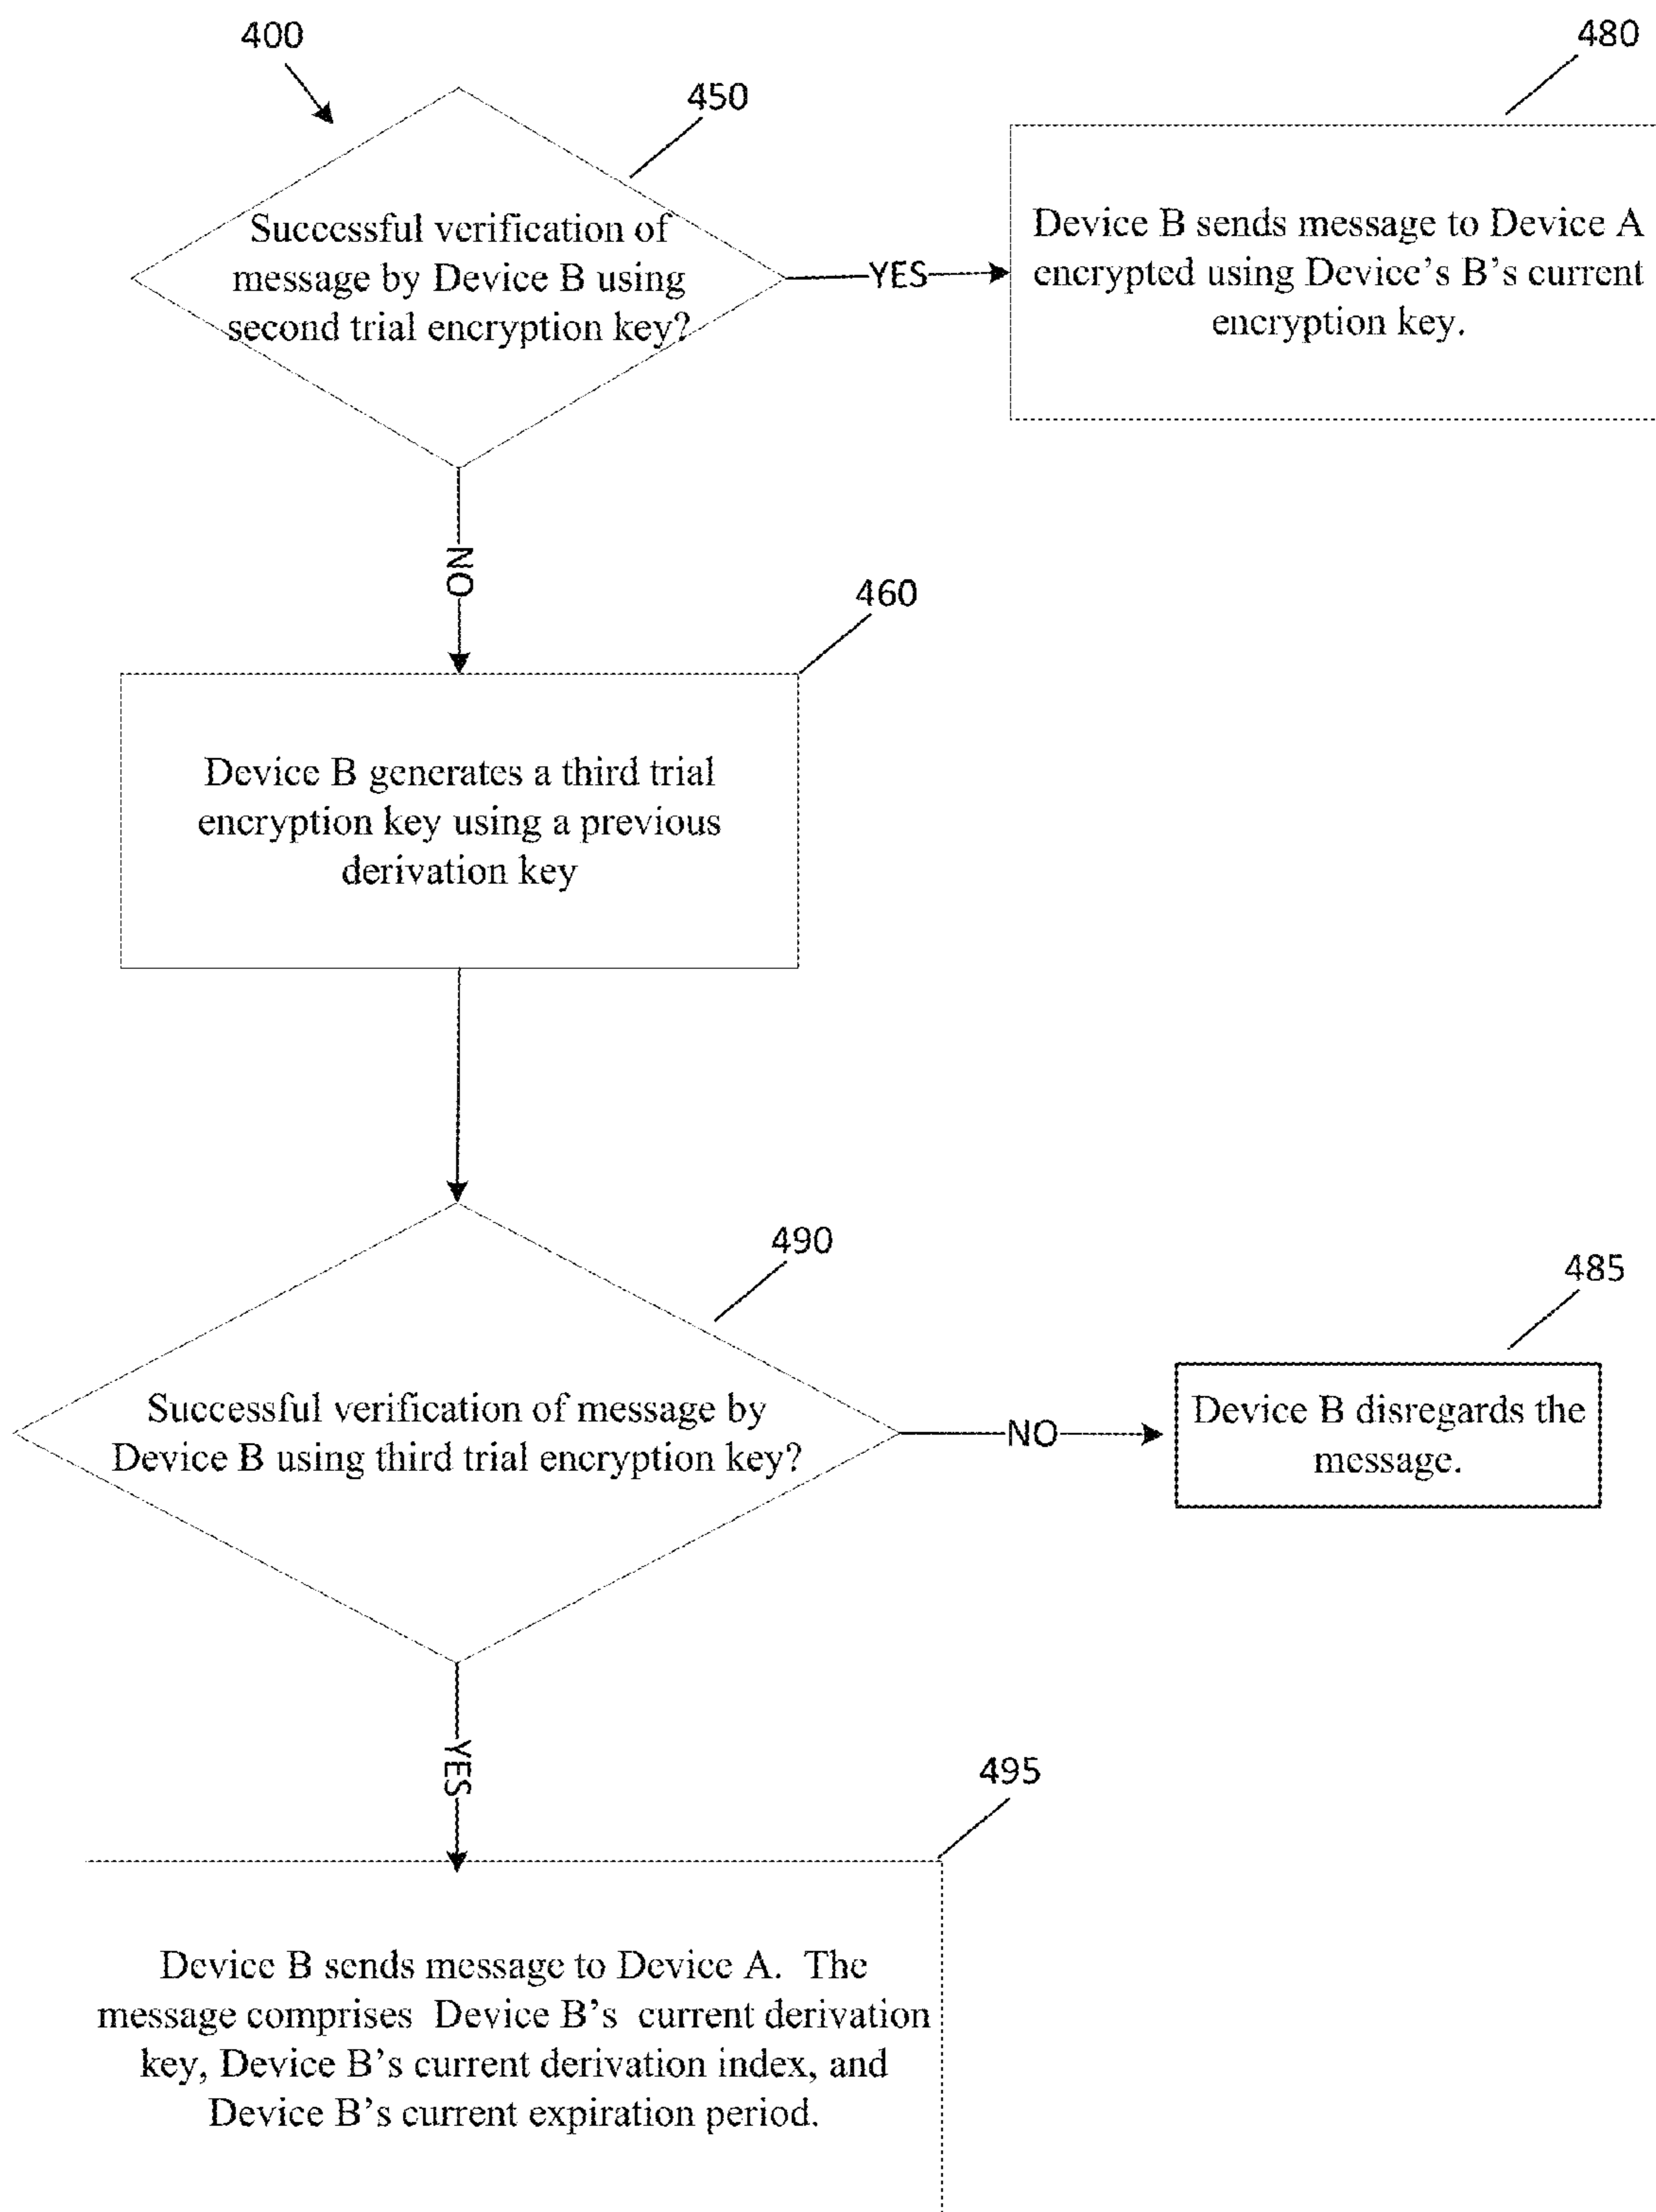 400
450
480
Successful verification of
message by Device B using
second trial encryption key?
YES
Device B sends message to Device A
encrypted using Device's B's current
encryption key.
NO
460
Device B generates a third trial
encryption key using a previous
derivation key
490
485
Successful verification of message by
Device B using third trial encryption key?
NO
Device B disregards the
message.
YES
495
Device B sends message to Device A. The
message comprises Device B's current derivation
key, Device B's current derivation index, and
Device B's current expiration period.